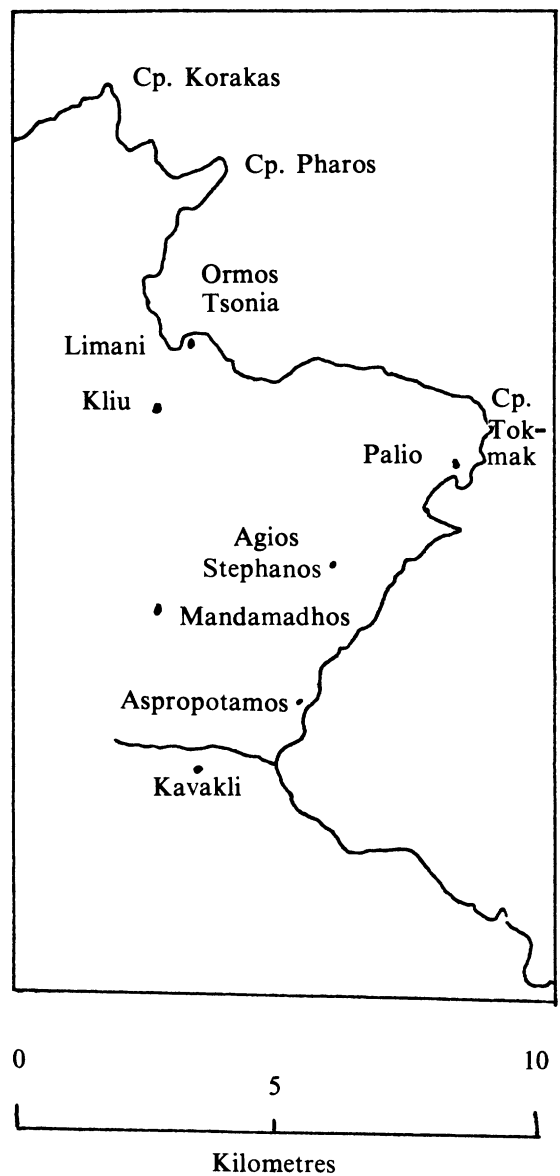 Cp. Korakas
Cp. Pharos
Ormos
Tsonia
Limani
Kliu
Cp.
Tok-
mak
Palio
Agios
Stephanos
Mandamadhos
Aspropotamos
Kavakli
0
10
5
Kilometres